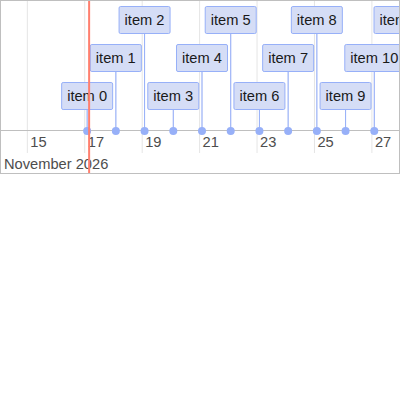 item 2 item 5 item 8 iter
item 1 item 4 item 7 item 10
item 0 item 3 item 6 item 9
15 17 19 21 23 25 27
November 2026